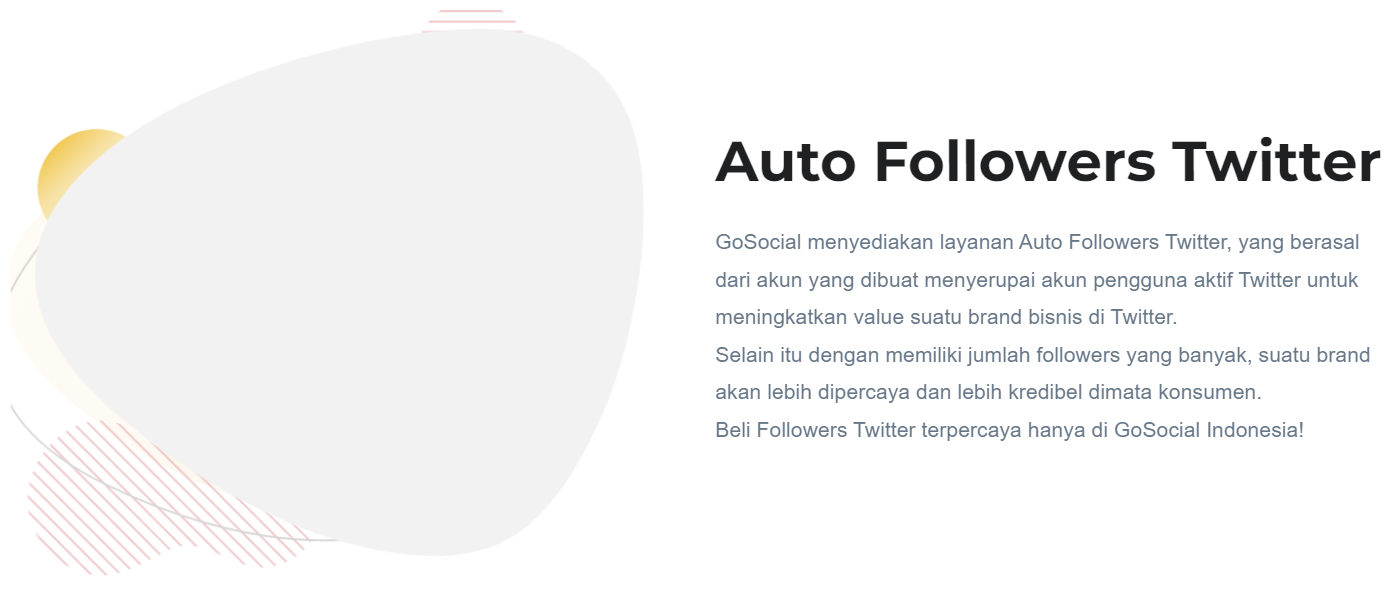 Auto Followers Twitter
GoSocial menyediakan layanan Auto Followers Twitter, yang berasal
dari akun yang dibuat menyerupai akun pengguna aktif Twitter untuk
meningkatkan value suatu brand bisnis di Twitter.
Selain itu dengan memiliki jumlah followers yang banyak, suatu brand
akan lebih dipercaya dan lebih kredibel dimata konsumen.
Beli Followers Twitter terpercaya hanya di GoSocial Indonesia!